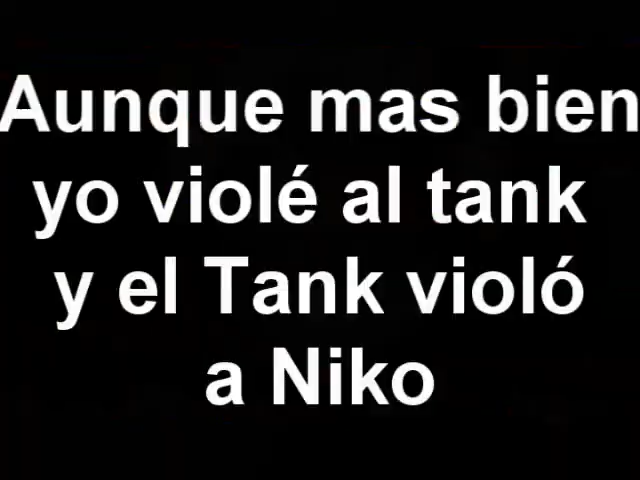 Aunque mas bien
yo violé al tank
y el Tank violó
a Niko